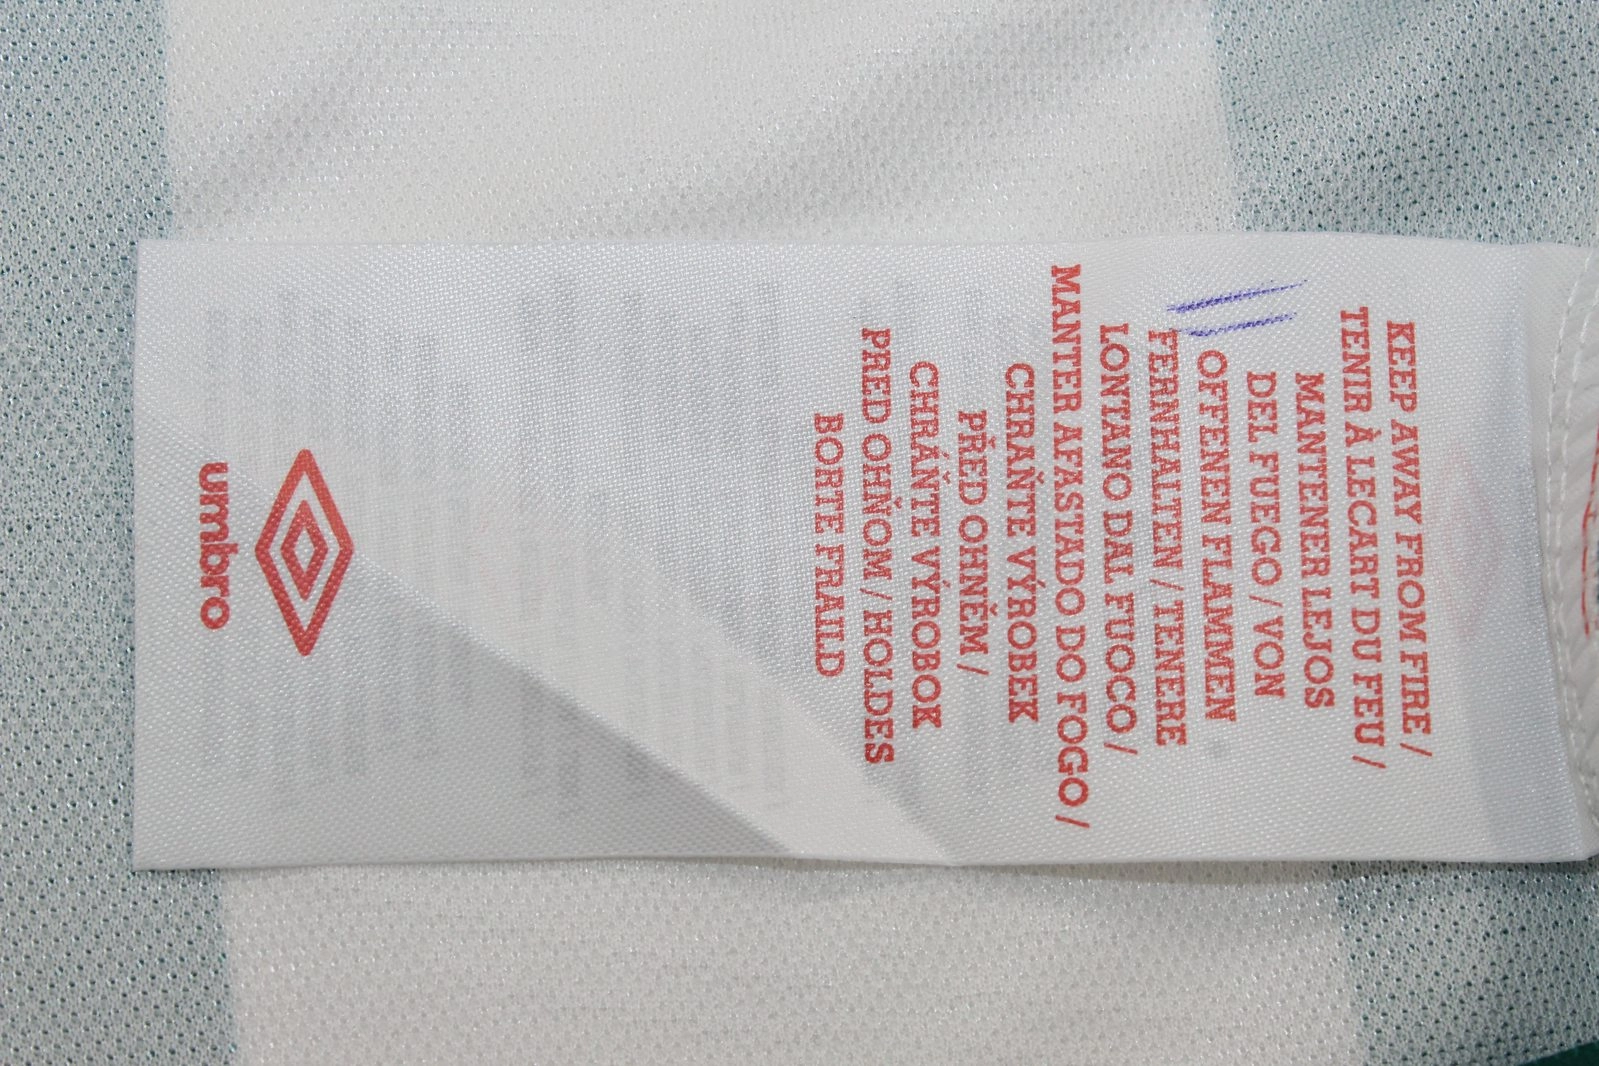 KEEP AWAY FROM FIRE /
TENIR À LECART DU FEU /
MANTENER LEJOS
DEL FUEGO / VON
OFFENEN FLAMMEN
FERNHALTEN / TENERE
LONTANO DAL FUOCO /
MANTER AFASTADO DO FOGO /
CHRAŇTE VÝROBEK
PŘED OHNĚM /
CHRÁŇTE VÝROBOK
PRED OHŇOM / HOLDES
BORTE FRAILD
umbro